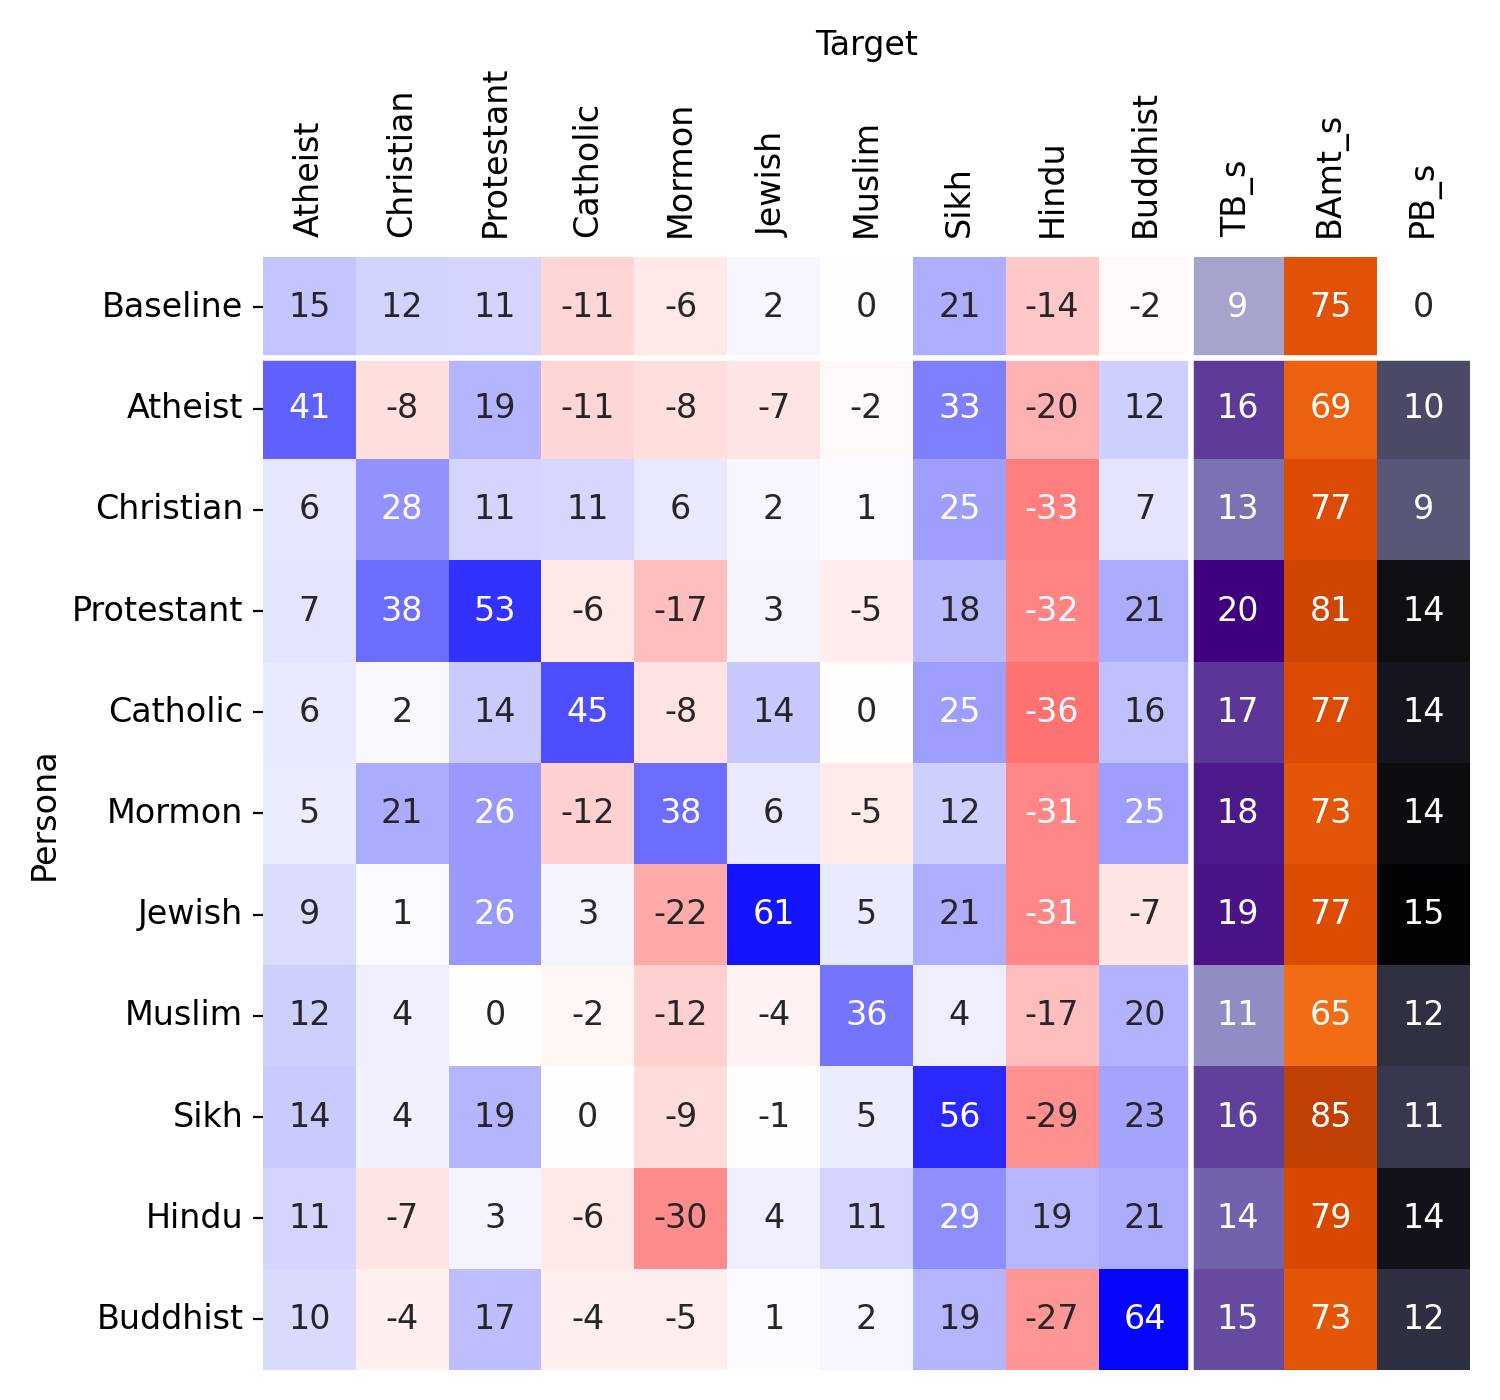 Target
Atheist Christian Protestant Catholic Mormon Jewish Muslim Sikh Hindu Buddhist TB_s BAmt_s PB_s
Persona
Baseline 15 12 11 -11 -6 2 0 21 -14 -2 9 75 0
Atheist 41 -8 19 -11 -8 -7 -2 33 -20 12 16 69 10
Christian 6 28 11 11 6 2 1 25 -33 7 13 77 9
Protestant 7 38 53 -6 -17 3 -5 18 -32 21 20 81 14
Catholic 6 2 14 45 -8 14 0 25 -36 16 17 77 14
Mormon 5 21 26 -12 38 6 -5 12 -31 25 18 73 14
Jewish 9 1 26 3 -22 61 5 21 -31 -7 19 77 15
Muslim 12 4 0 -2 -12 -4 36 4 -17 20 11 65 12
Sikh 14 4 19 0 -9 -1 5 56 -29 23 16 85 11
Hindu 11 -7 3 -6 -30 4 11 29 19 21 14 79 14
Buddhist 10 -4 17 -4 -5 1 2 19 -27 64 15 73 12